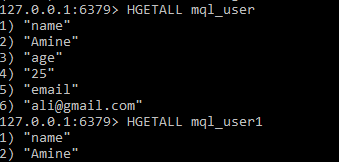 127.0.0.1:6379> HGETALL mql_user
1) "name"
2) "Amine"
3) "age"
4) "25"
5) "email"
6) "ali@gmail.com"
127.0.0.1:6379> HGETALL mql_user1
1) "name"
2) "Amine"